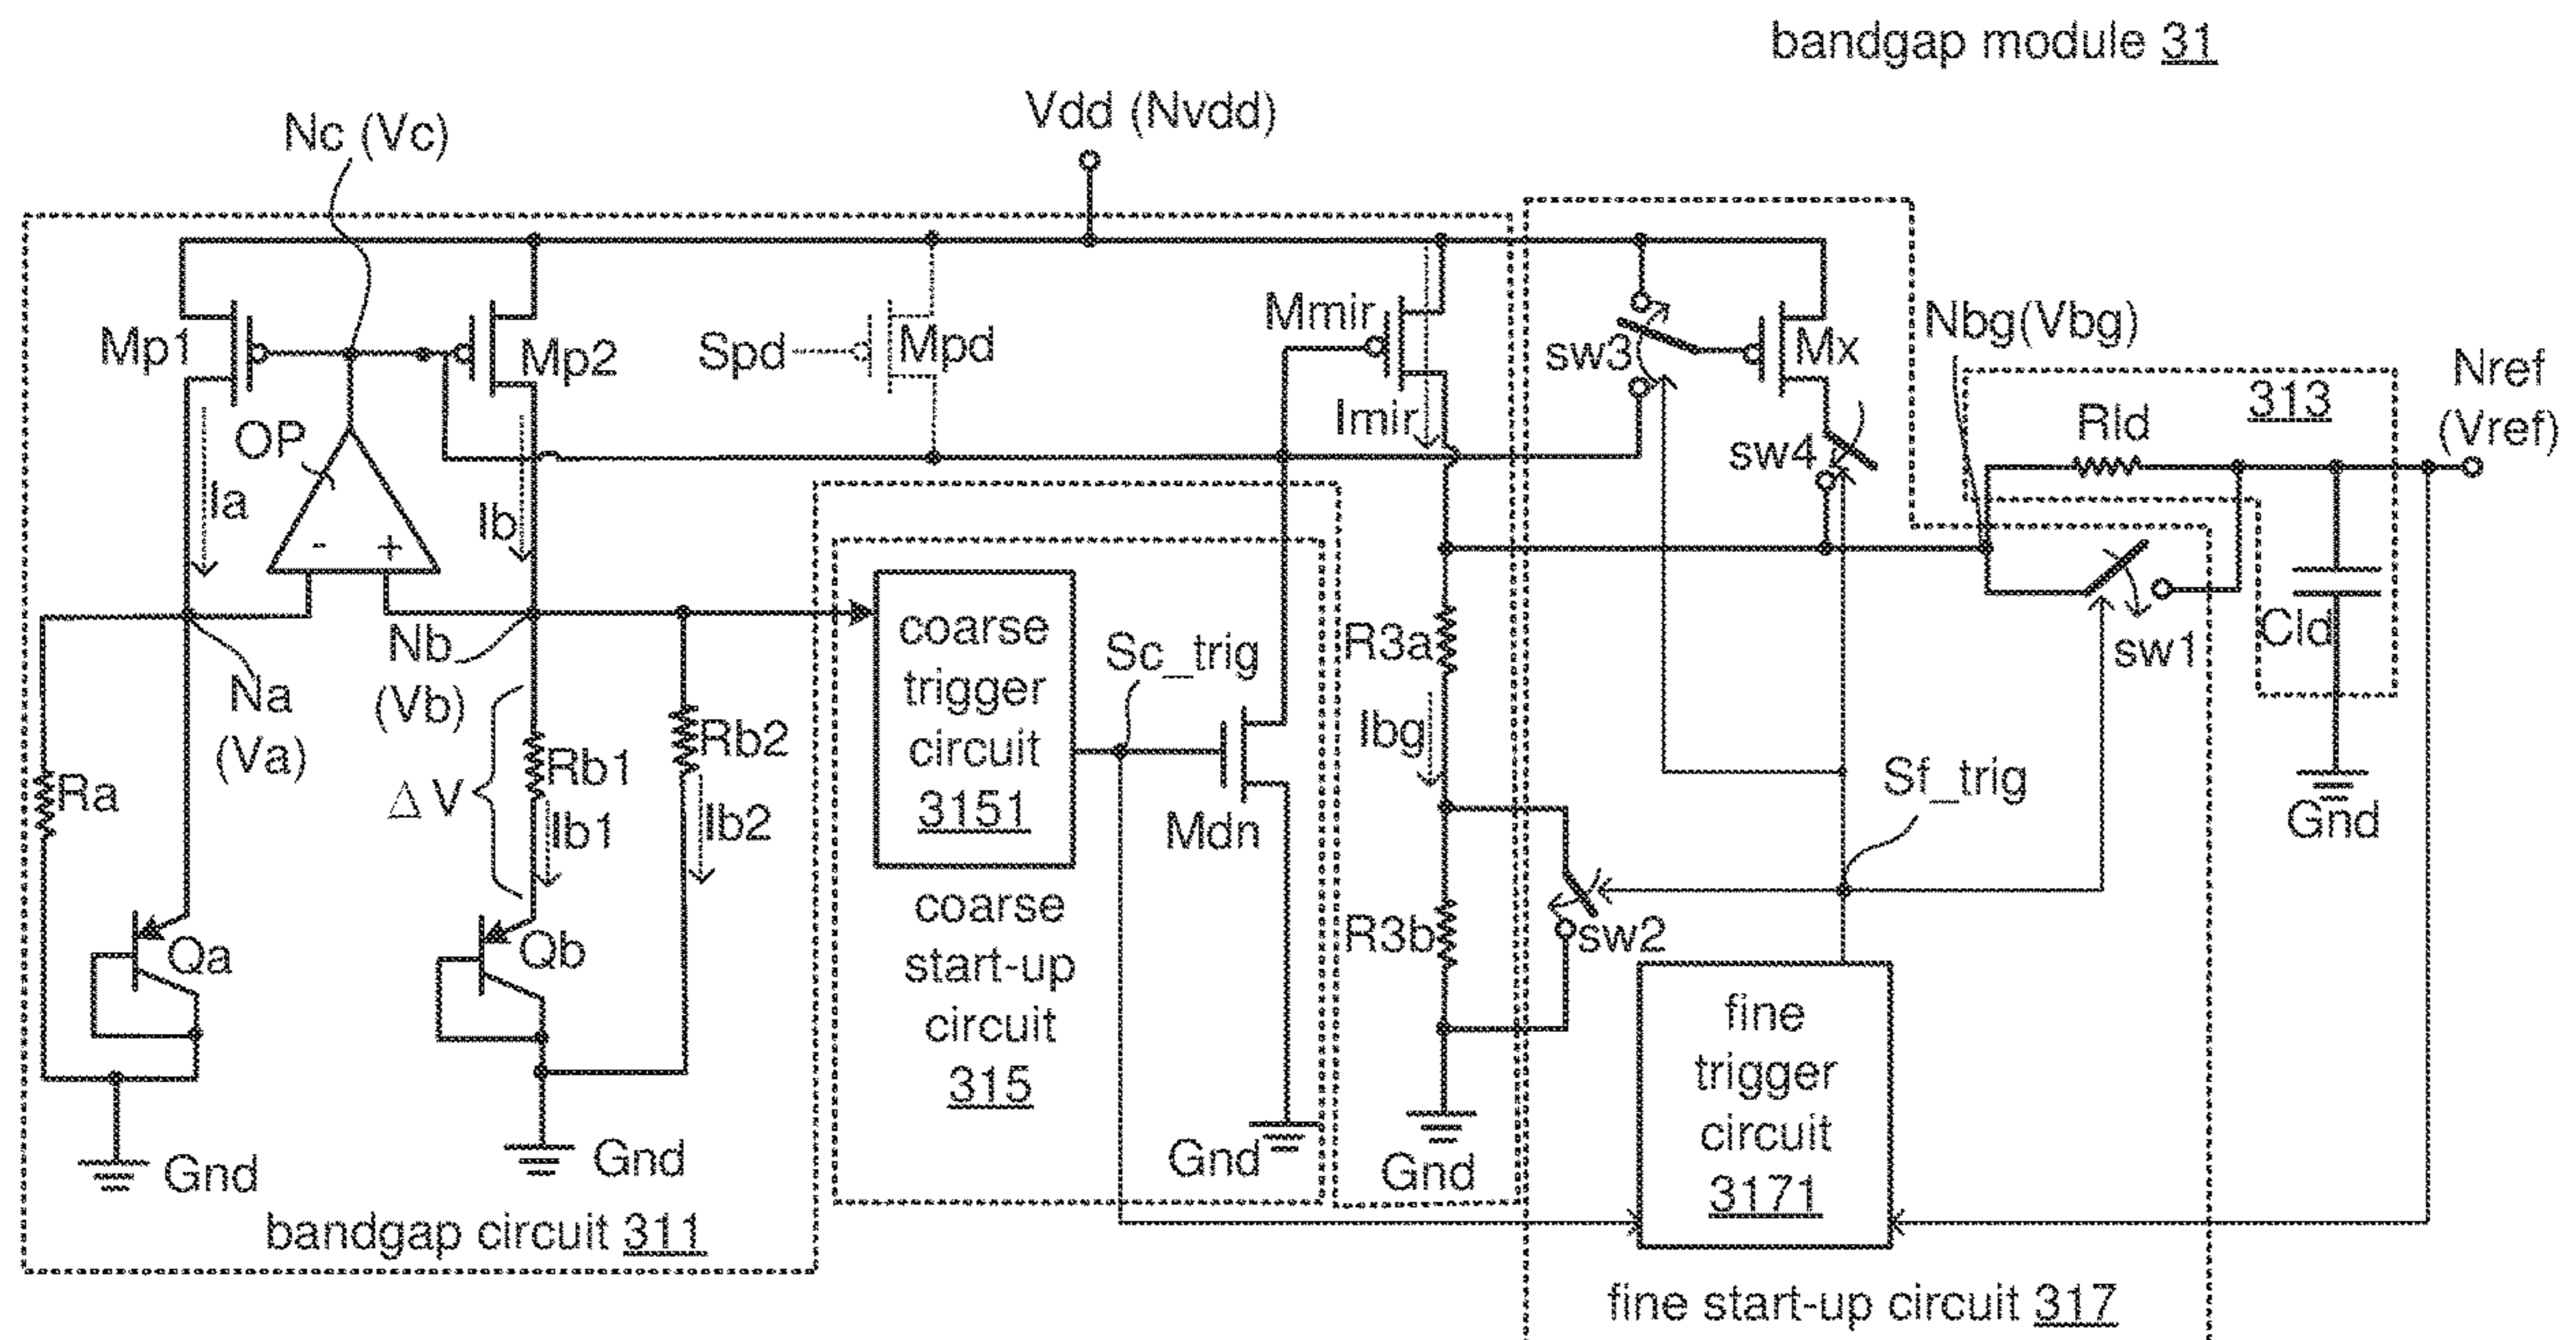 bandgap module 31
Vdd (Nvdd)
Nc (Vc)
Mp1
Mp2
Spd
Mpd
Mmir
sw3
Mx
Nbg(Vbg)
313
Nref
(Vref)
Rld
OP
Ia
Ib
Imir
sw4
- +
Nb
(Vb)
Na
(Va)
coarse
trigger
circuit
3151
Sc_trig
R3a
sw1
Cld
Ra
ΔV
Rb1
Rb2
Ib1
Ib2
Mdn
Ibg
Sf_trig
Gnd
Qa
Qb
coarse
start-up
circuit
315
R3b
sw2
fine
trigger
circuit
3171
Gnd
Gnd
Gnd
Gnd
bandgap circuit 311
fine start-up circuit 317